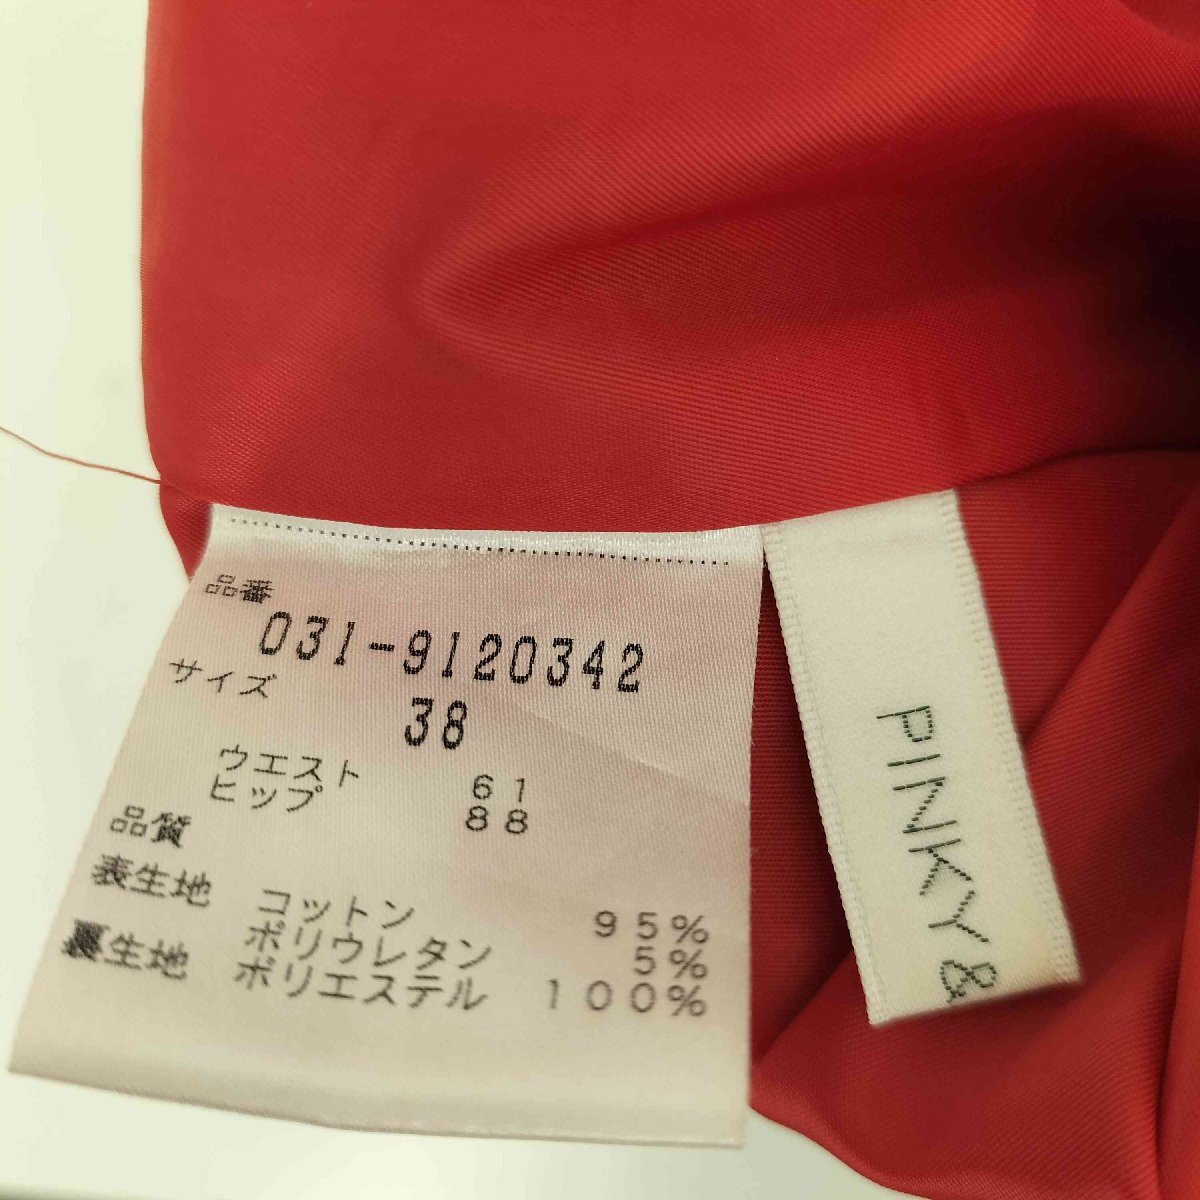 品番
031-9120342
サイズ
38
ウエスト 61
ヒップ 88
品質
表生地 コットン 95%
ポリウレタン 5%
裏生地 ポリエステル 100%
PINKY &